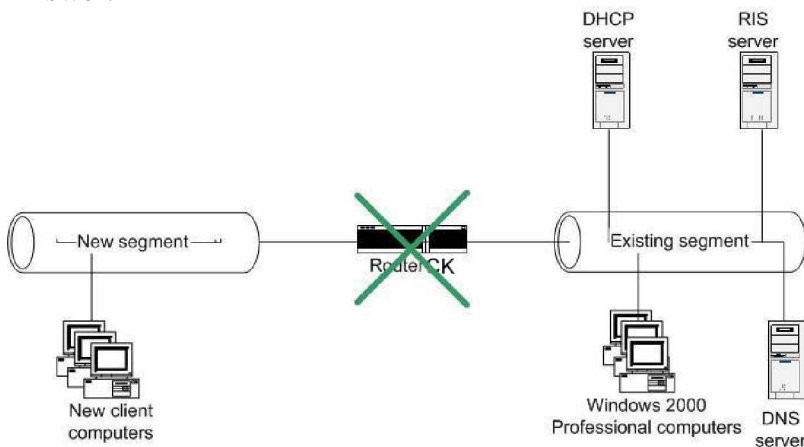 DHCP
server
RIS
server
New segment
Router CK
Existing segment
New client
computers
Windows 2000
Professional computers
DNS
server